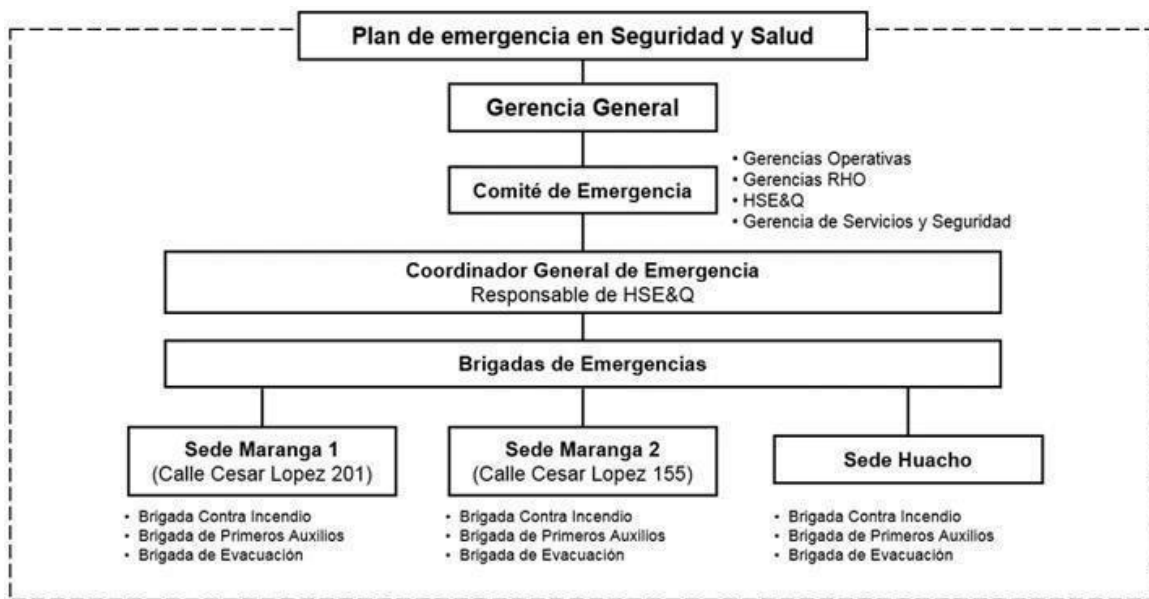 Plan de emergencia en Seguridad y Salud
Gerencia General
Comité de Emergencia
• Gerencias Operativas
• Gerencias RHO
• HSE&Q
• Gerencia de Servicios y Seguridad
Coordinador General de Emergencia
Responsable de HSE&Q
Brigadas de Emergencias
Sede Maranga 1
(Calle Cesar Lopez 201)
• Brigada Contra Incendio
• Brigada de Primeros Auxilios
• Brigada de Evacuación
Sede Maranga 2
(Calle Cesar Lopez 155)
• Brigada Contra Incendio
• Brigada de Primeros Auxilios
• Brigada de Evacuación
Sede Huacho
• Brigada Contra Incendio
• Brigada de Primeros Auxilios
• Brigada de Evacuación